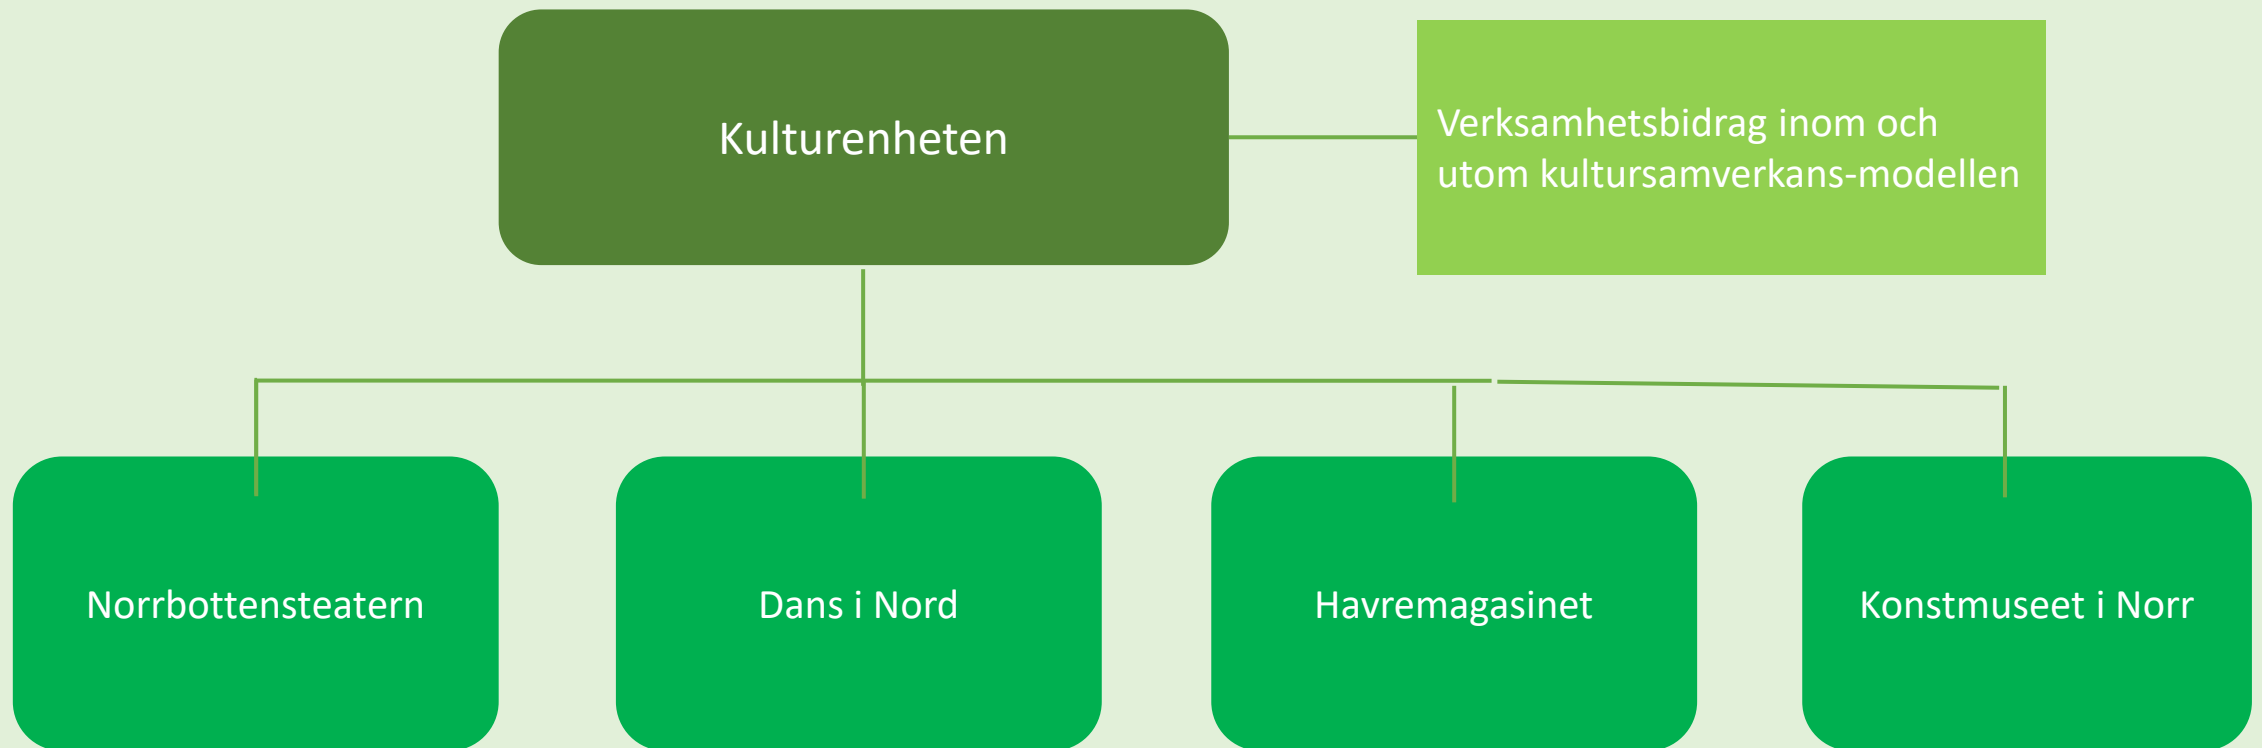 Kulturenheten
Verksamhetsbidrag inom och
utom kultursamverkans-modellen
Norrbottensteatern
Dans i Nord
Havremagasinet
Konstmuseet i Norr